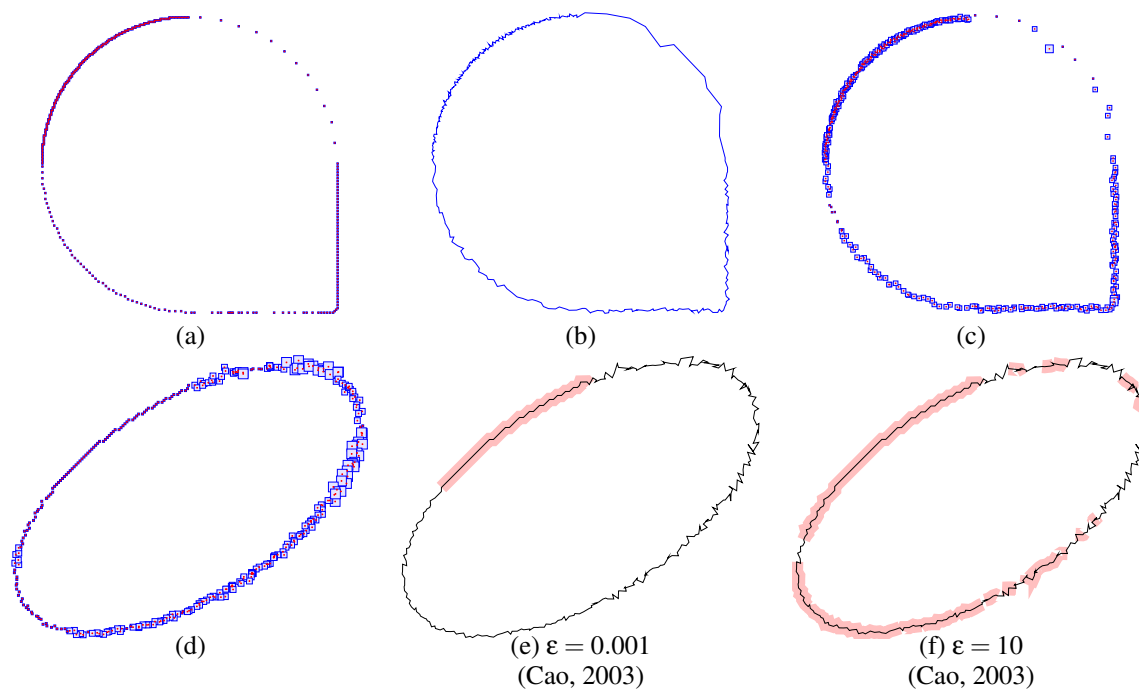 (a)
(b)
(c)
(d)
(e) ε = 0.001
(Cao, 2003)
(f) ε = 10
(Cao, 2003)